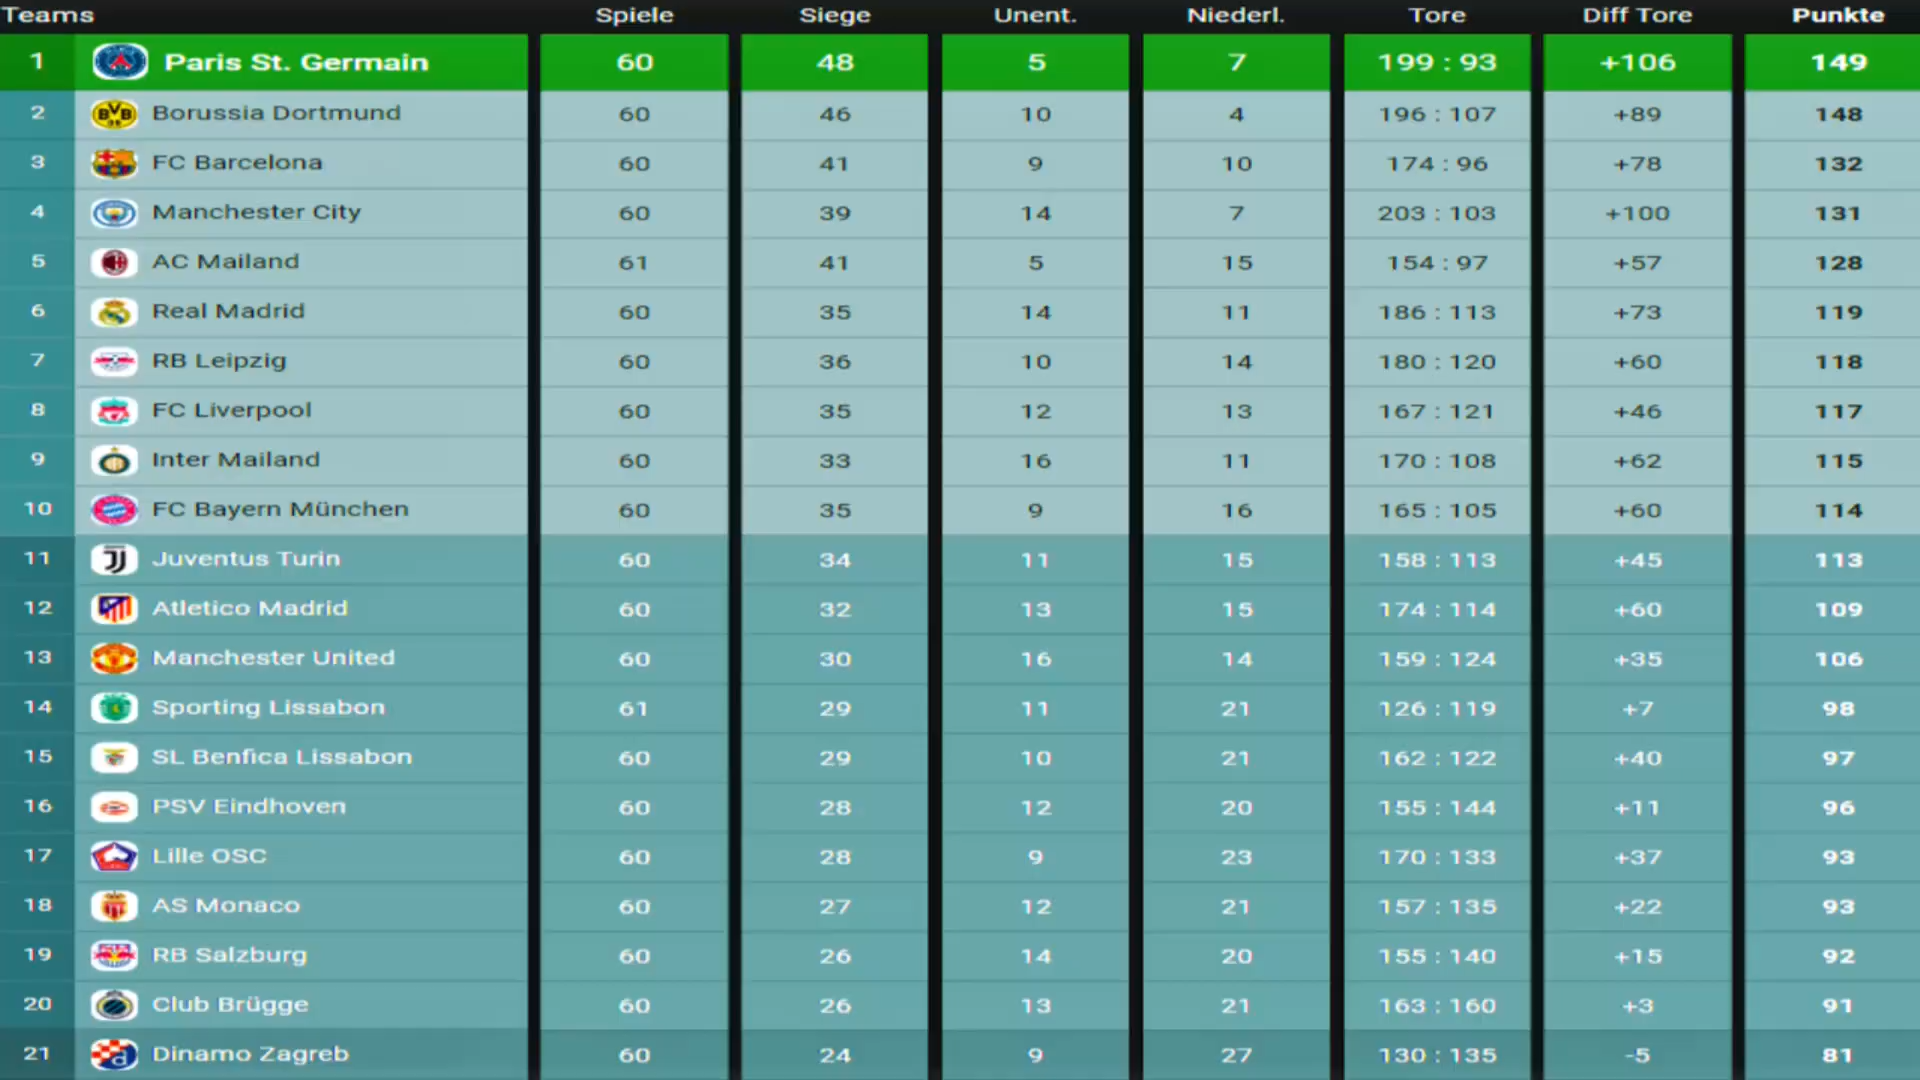 Teams Spiele Siege Unent. Niederl. Tore Diff Tore Punkte
1 Paris St. Germain 60 48 5 7 199 : 93 +106 149
2 Borussia Dortmund 60 46 10 4 196 : 107 +89 148
3 FC Barcelona 60 41 9 10 174 : 96 +78 132
4 Manchester City 60 39 14 7 203 : 103 +100 131
5 AC Mailand 61 41 5 15 154 : 97 +57 128
6 Real Madrid 60 35 14 11 186 : 113 +73 119
7 RB Leipzig 60 36 10 14 180 : 120 +60 118
8 FC Liverpool 60 35 12 13 167 : 121 +46 117
9 Inter Mailand 60 33 16 11 170 : 108 +62 115
10 FC Bayern München 60 35 9 16 165 : 105 +60 114
11 Juventus Turin 60 34 11 15 158 : 113 +45 113
12 Atletico Madrid 60 32 13 15 174 : 114 +60 109
13 Manchester United 60 30 16 14 159 : 124 +35 106
14 Sporting Lissabon 61 29 11 21 126 : 119 +7 98
15 SL Benfica Lissabon 60 29 10 21 162 : 122 +40 97
16 PSV Eindhoven 60 28 12 20 155 : 144 +11 96
17 Lille OSC 60 28 9 23 170 : 133 +37 93
18 AS Monaco 60 27 12 21 157 : 135 +22 93
19 RB Salzburg 60 26 14 20 155 : 140 +15 92
20 Club Brügge 60 26 13 21 163 : 160 +3 91
21 Dinamo Zagreb 60 24 9 27 130 : 135 -5 81